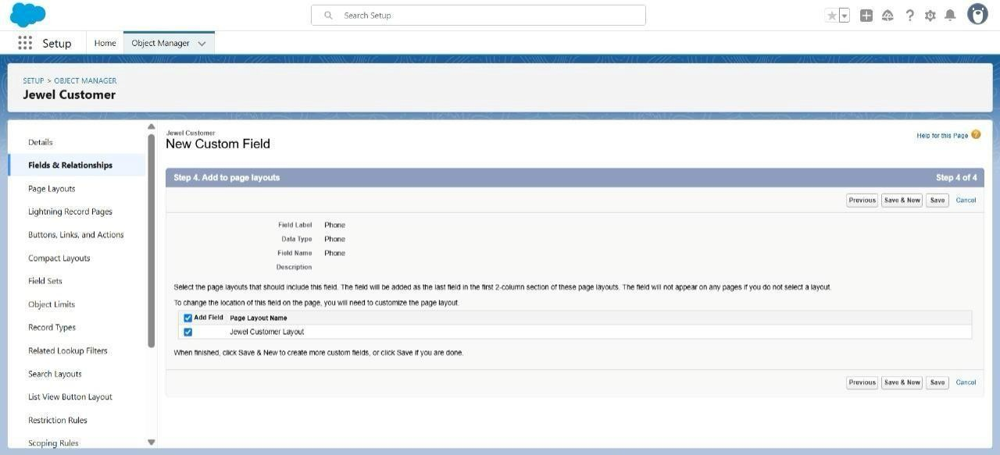 Search Setup
Setup
Home
Object Manager
SETUP > OBJECT MANAGER
Jewel Customer
Details
Fields & Relationships
Page Layouts
Lightning Record Pages
Buttons, Links, and Actions
Compact Layouts
Field Sets
Object Limits
Record Types
Related Lookup Filters
Search Layouts
List View Button Layout
Restriction Rules
Scoping Rules
Jewel Customer
New Custom Field
Help for this Page ?
Step 4. Add to page layouts Step 4 of 4
Previous Save & New Save Cancel
Field Label Phone
Data Type Phone
Field Name Phone
Description
Select the page layouts that should include this field. The field will be added as the last field in the first 2-column section of these page layouts. The field will not appear on any pages if you do not select a layout.
To change the location of this field on the page, you will need to customize the page layout.
Add Field Page Layout Name
Jewel Customer Layout
When finished, click Save & New to create more custom fields, or click Save if you are done.
Previous Save & New Save Cancel